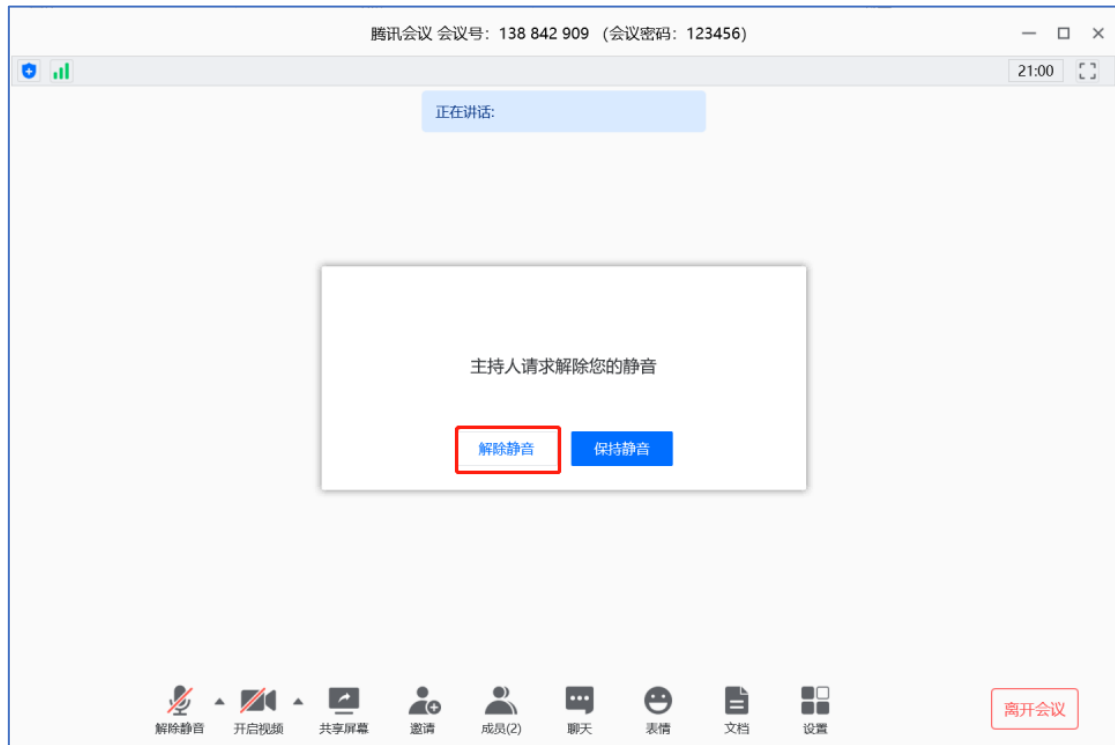 腾讯会议 会议号：138 842 909 （会议密码：123456）
21:00
正在讲话:
主持人请求解除您的静音
解除静音 保持静音
解除静音 开启视频 共享屏幕 邀请 成员(2) 聊天 表情 文档 设置 离开会议